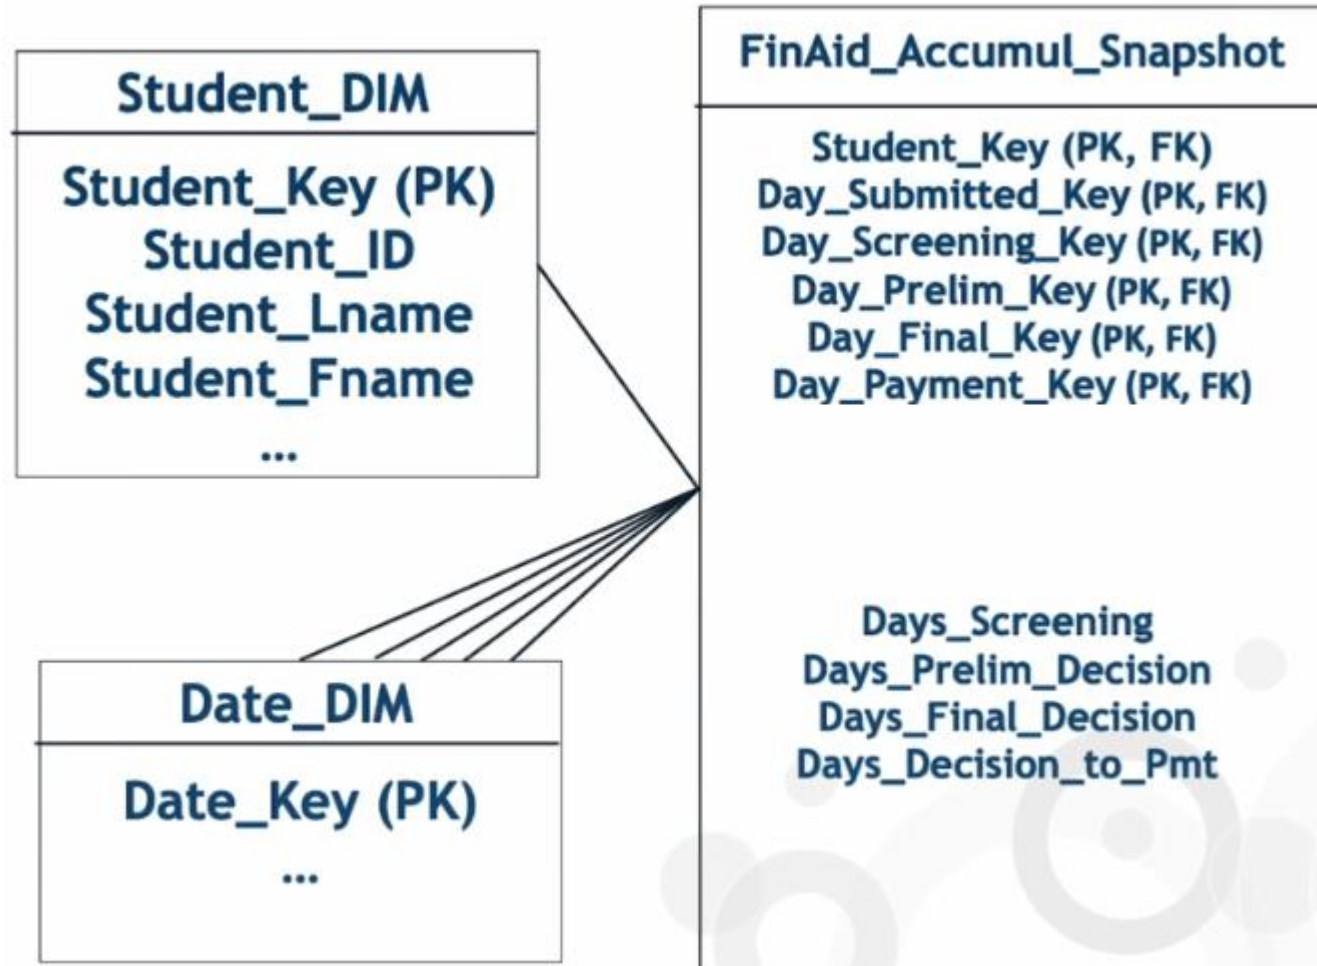 Student_DIM
Student_Key (PK)
Student_ID
Student_Lname
Student_Fname
...
Date_DIM
Date_Key (PK)
...
FinAid_Accumul_Snapshot
Student_Key (PK, FK)
Day_Submitted_Key (PK, FK)
Day_Screening_Key (PK, FK)
Day_Prelim_Key (PK, FK)
Day_Final_Key (PK, FK)
Day_Payment_Key (PK, FK)
Days_Screening
Days_Prelim_Decision
Days_Final_Decision
Days_Decision_to_Pmt